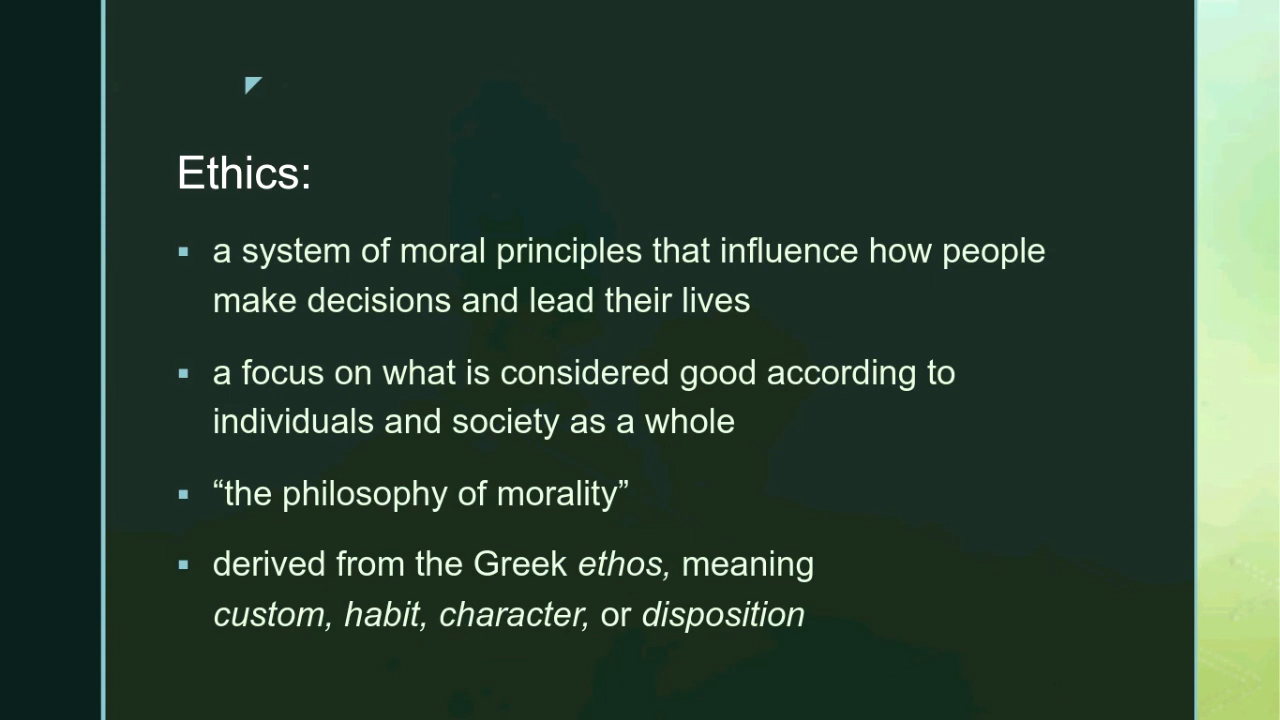 Ethics:
▪ a system of moral principles that influence how people
make decisions and lead their lives
▪ a focus on what is considered good according to
individuals and society as a whole
▪ “the philosophy of morality”
▪ derived from the Greek ethos, meaning
custom, habit, character, or disposition